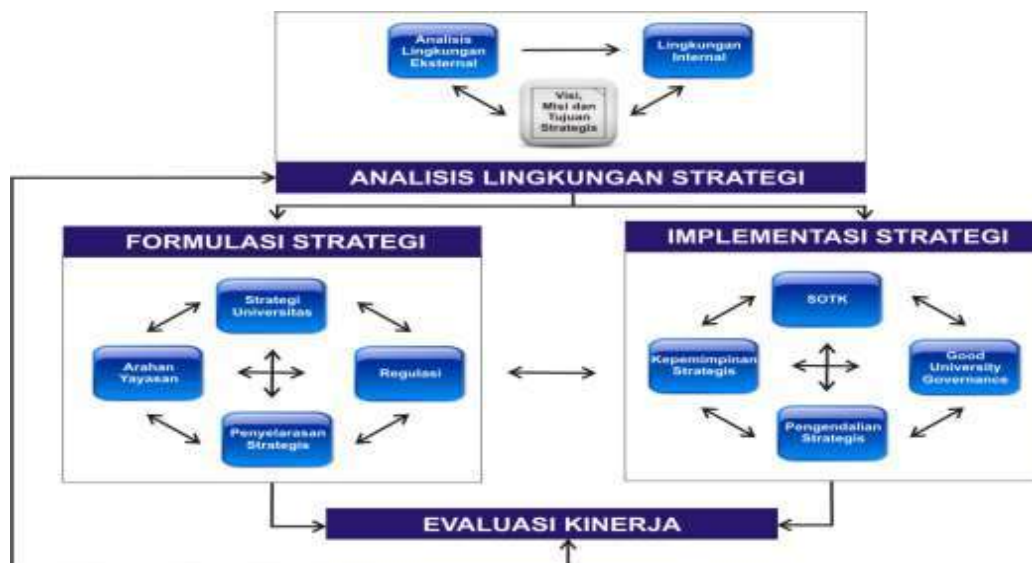 Analisis
Lingkungan
Eksternal
Lingkungan
Internal
Visi,
Misi dan
Tujuan
Strategis
ANALISIS LINGKUNGAN STRATEGI
FORMULASI STRATEGI
Strategi
Universitas
Arahan
Yayasan
Regulasi
Penyelarasan
Strategis
IMPLEMENTASI STRATEGI
SOTK
Kepemimpinan
Strategis
Good
University
Governance
Pengendalian
Strategis
EVALUASI KINERJA